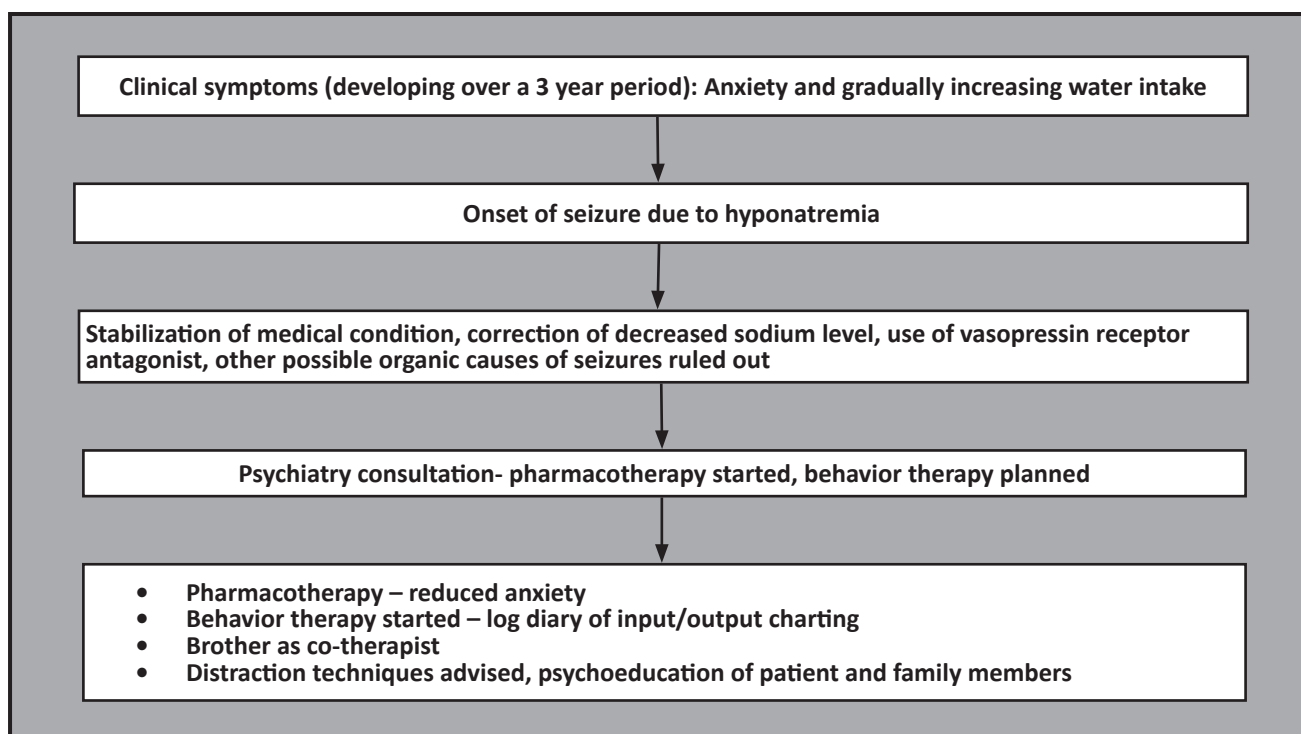 Clinical symptoms (developing over a 3 year period): Anxiety and gradually increasing water intake
Onset of seizure due to hyponatremia
Stabilization of medical condition, correction of decreased sodium level, use of vasopressin receptor
antagonist, other possible organic causes of seizures ruled out
Psychiatry consultation- pharmacotherapy started, behavior therapy planned
• Pharmacotherapy – reduced anxiety
• Behavior therapy started – log diary of input/output charting
• Brother as co-therapist
• Distraction techniques advised, psychoeducation of patient and family members